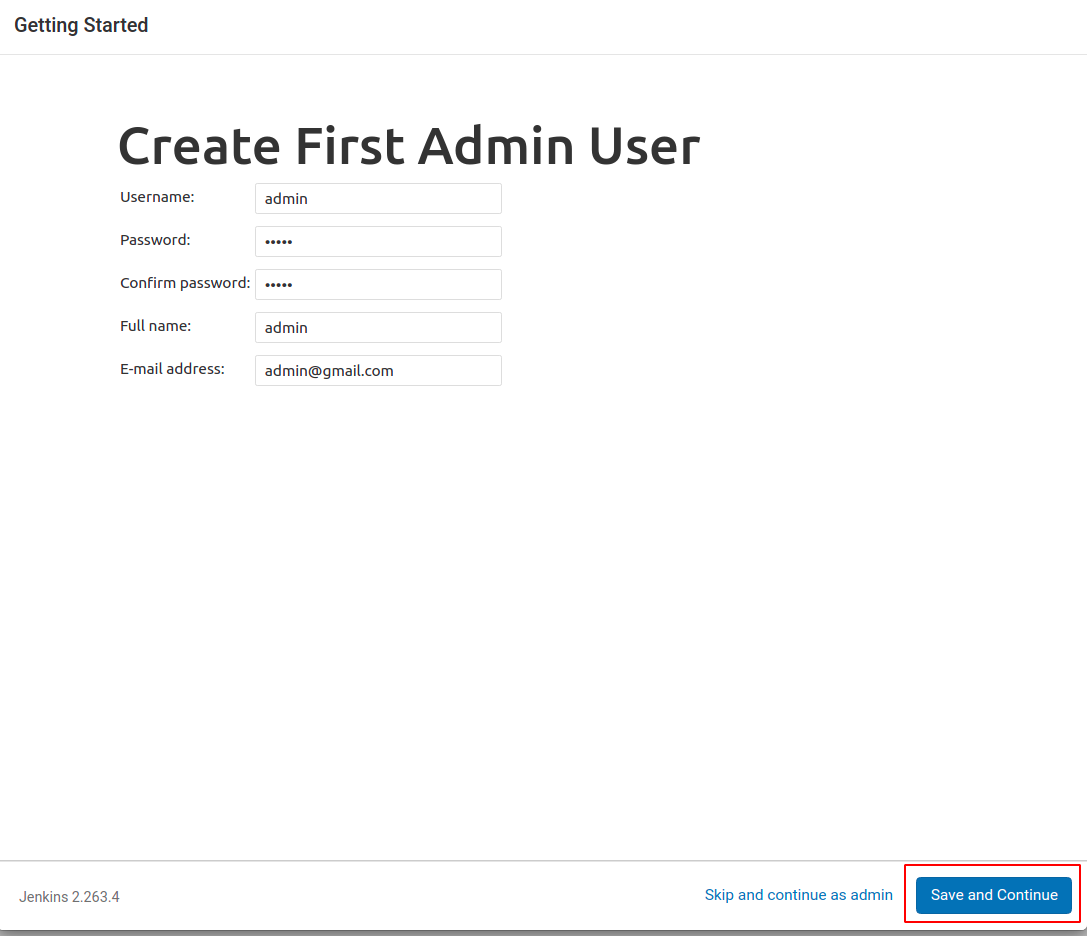 Getting Started
Create First Admin User
Username: admin
Password: •••••
Confirm password: •••••
Full name: admin
E-mail address: admin@gmail.com
Jenkins 2.263.4 Skip and continue as admin Save and Continue